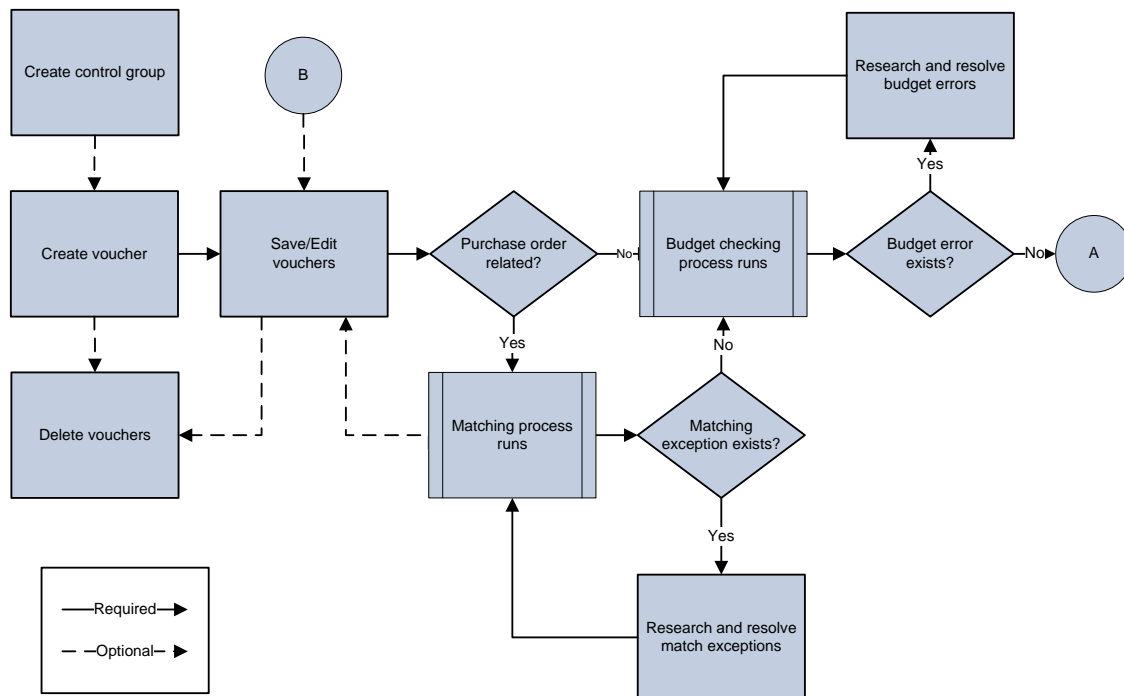 Create control group
B
Research and resolve
budget errors
Yes
Create voucher
Save/Edit
vouchers
Purchase order
related?
No
Budget checking
process runs
Budget error
exists?
No
A
Yes
No
Delete vouchers
Matching process
runs
Matching
exception exists?
Yes
Required
Optional
Research and resolve
match exceptions